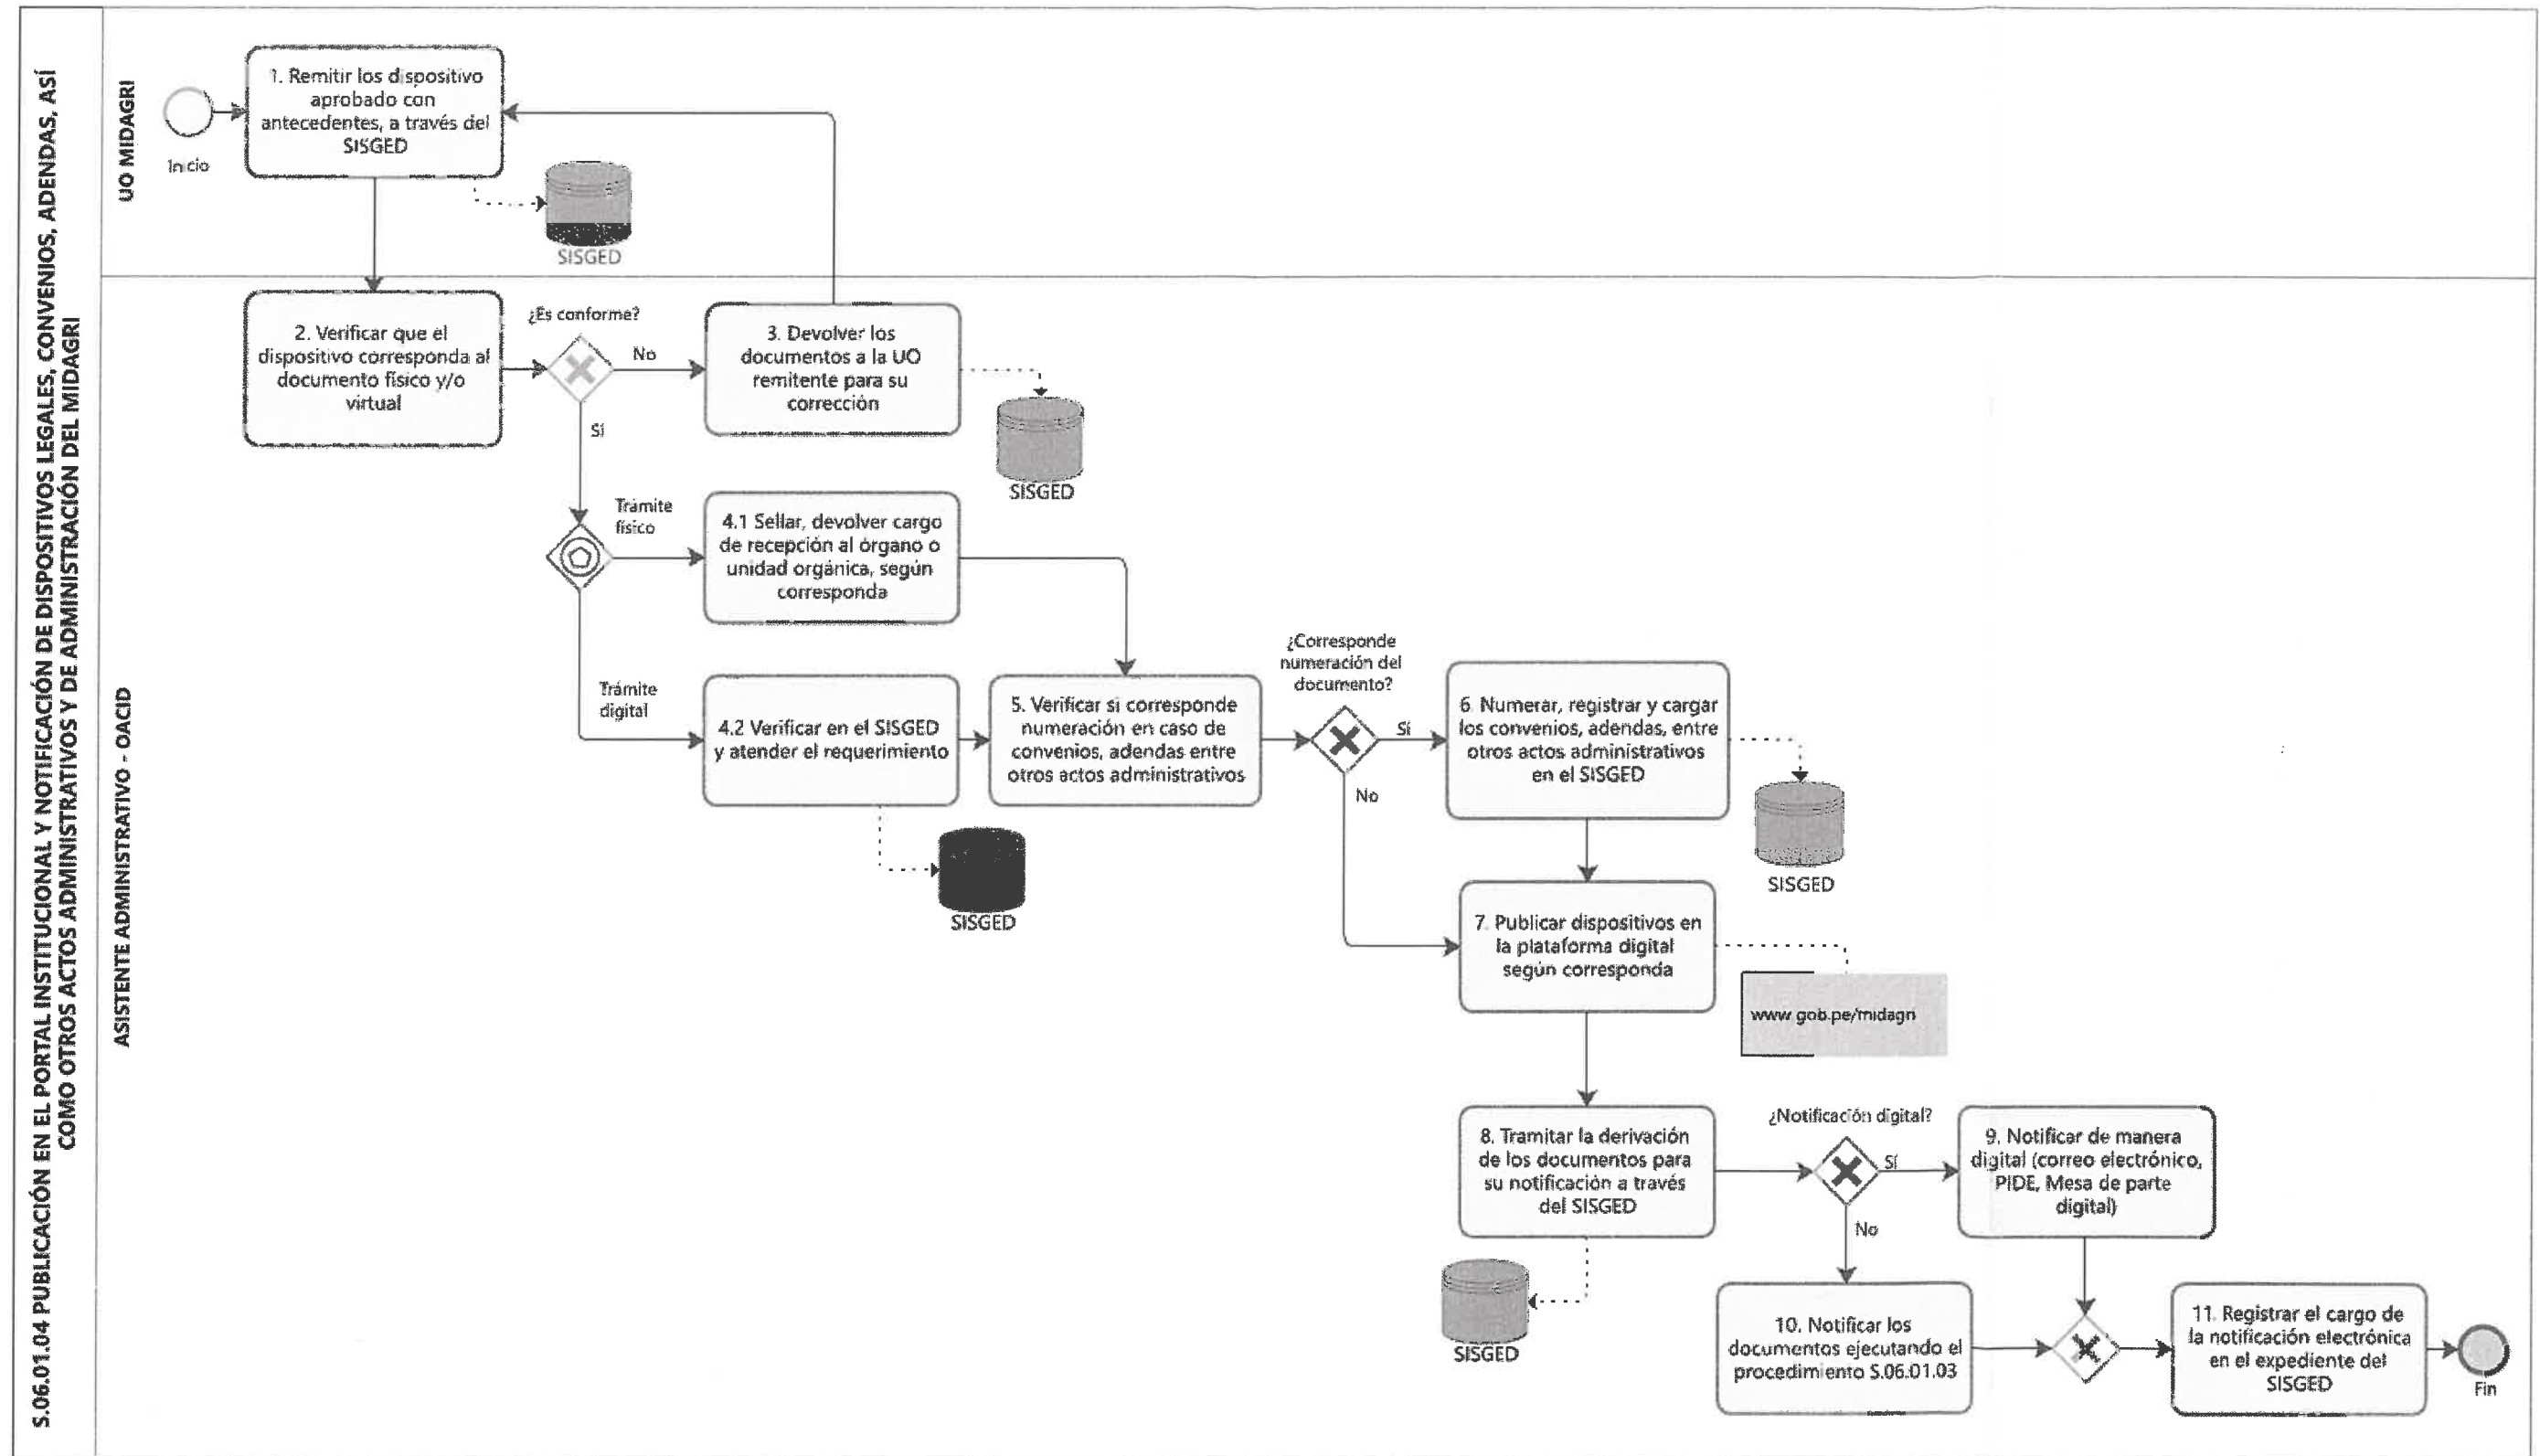 S.06.01.04 PUBLICACIÓN EN EL PORTAL INSTITUCIONAL Y NOTIFICACIÓN DE DISPOSITIVOS LEGALES, CONVENIOS, ADENDAS, ASÍ
COMO OTROS ACTOS ADMINISTRATIVOS Y DE ADMINISTRACIÓN DEL MIDAGRI
UO MIDAGRI
Inicio
1. Remitir los dispositivo
aprobado con
antecedentes, a través del
SISGED
SISGED
ASISTENTE ADMINISTRATIVO - OACID
2. Verificar que el
dispositivo corresponda al
documento físico y/o
virtual
¿Es conforme?
No
Sí
3. Devolver los
documentos a la UO
remitente para su
corrección
SISGED
Trámite
físico
4.1 Sellar, devolver cargo
de recepción al órgano o
unidad orgánica, según
corresponda
Trámite
digital
4.2 Verificar en el SISGED
y atender el requerimiento
SISGED
5. Verificar si corresponde
numeración en caso de
convenios, adendas entre
otros actos administrativos
¿Corresponde
numeración del
documento?
Sí
No
6. Numerar, registrar y cargar
los convenios, adendas, entre
otros actos administrativos
en el SISGED
SISGED
7. Publicar dispositivos en
la plataforma digital
según corresponda
www.gob.pe/midagri
8. Tramitar la derivación
de los documentos para
su notificación a través
del SISGED
SISGED
¿Notificación digital?
Sí
No
9. Notificar de manera
digital (correo electrónico,
PIDE, Mesa de parte
digital)
10. Notificar los
documentos ejecutando el
procedimiento S.06.01.03
11. Registrar el cargo de
la notificación electrónica
en el expediente del
SISGED
Fin